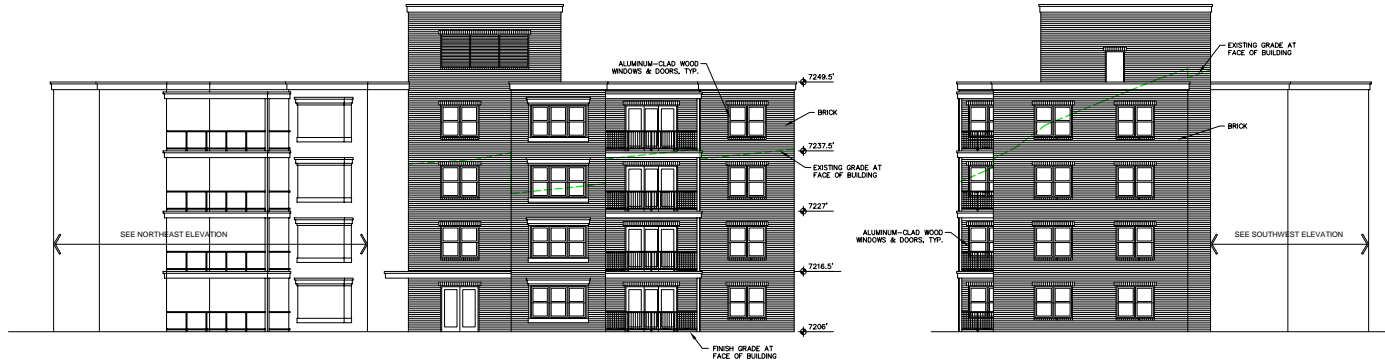 ALUMINUM-CLAD WOOD
WINDOWS & DOORS, TYP.
7249.5'
BRICK
7237.5'
EXISTING GRADE AT
FACE OF BUILDING
7227'
SEE NORTHEAST ELEVATION
7216.5'
7206'
FINISH GRADE AT
FACE OF BUILDING
EXISTING GRADE AT
FACE OF BUILDING
BRICK
ALUMINUM-CLAD WOOD
WINDOWS & DOORS, TYP.
SEE SOUTHWEST ELEVATION